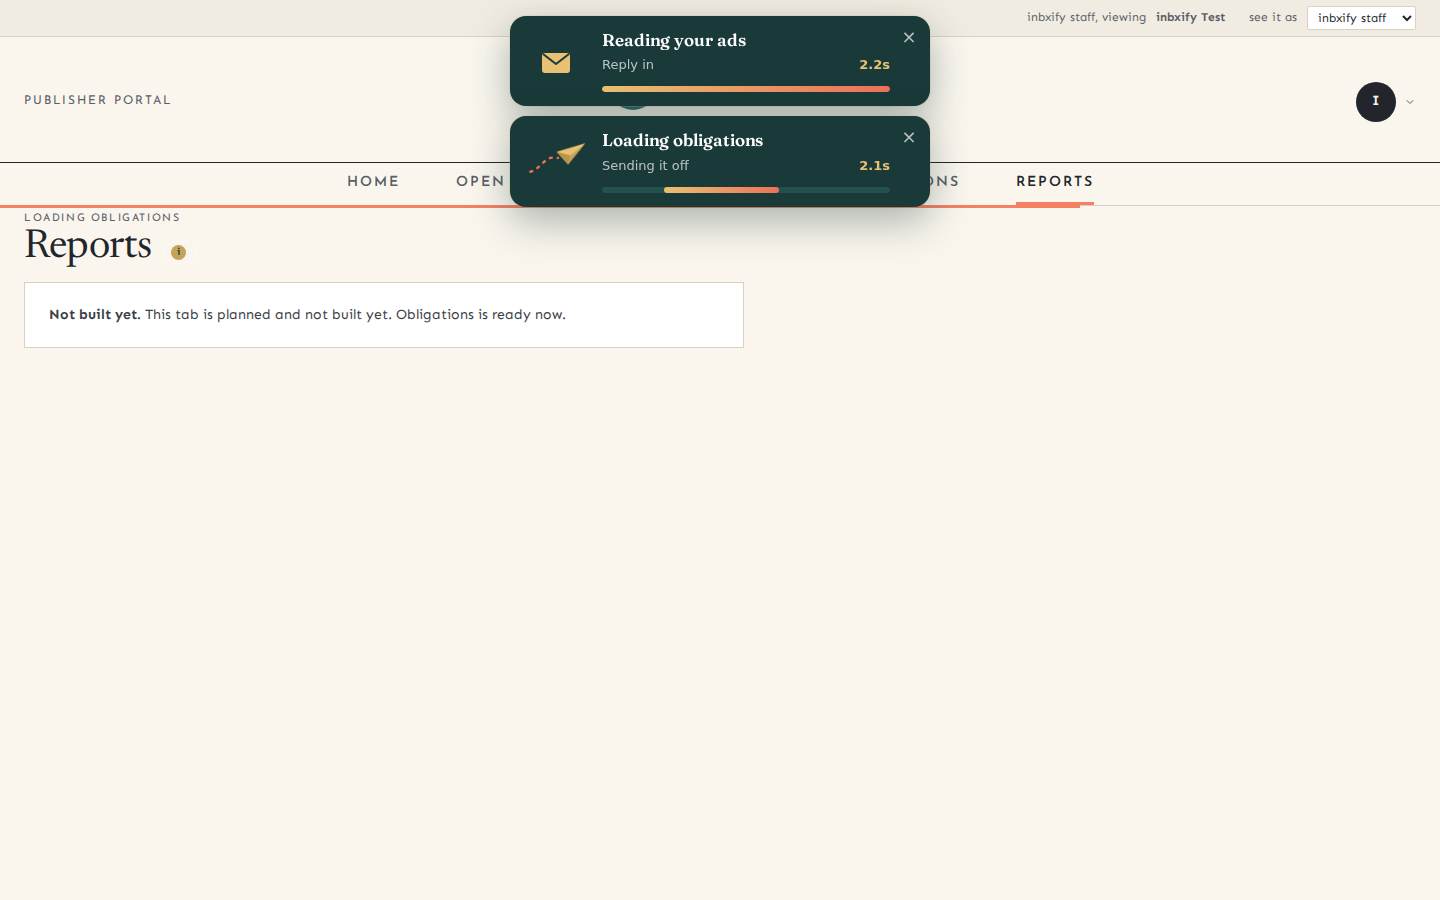 inbxify staff, viewing inbxify Test see it as inbxify staff
Reading your ads
Reply in 2.2s
PUBLISHER PORTAL
I
Loading obligations
Sending it off 2.1s
HOME OPEN REPORTS
LOADING OBLIGATIONS
Reports
i
Not built yet. This tab is planned and not built yet. Obligations is ready now.